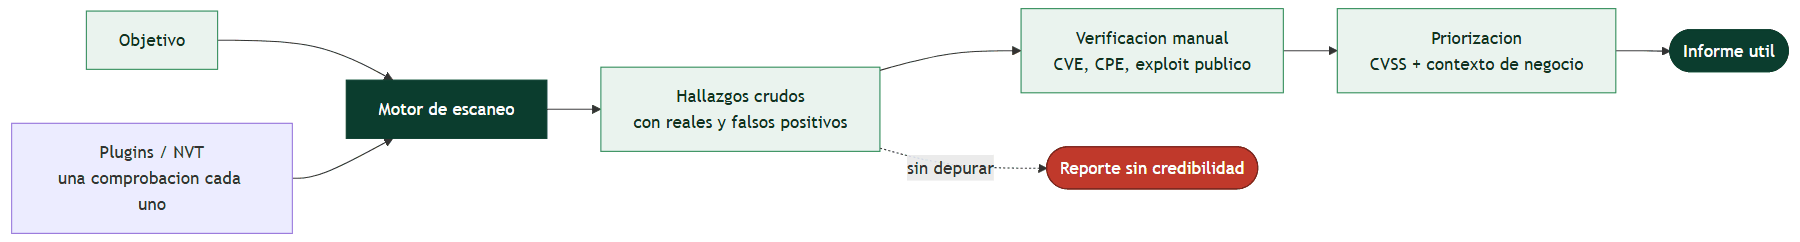 Objetivo
Plugins / NVT
una comprobacion cada
uno
Motor de escaneo
Hallazgos crudos
con reales y falsos positivos
sin depurar
Verificacion manual
CVE, CPE, exploit publico
Reporte sin credibilidad
Priorizacion
CVSS + contexto de negocio
Informe util